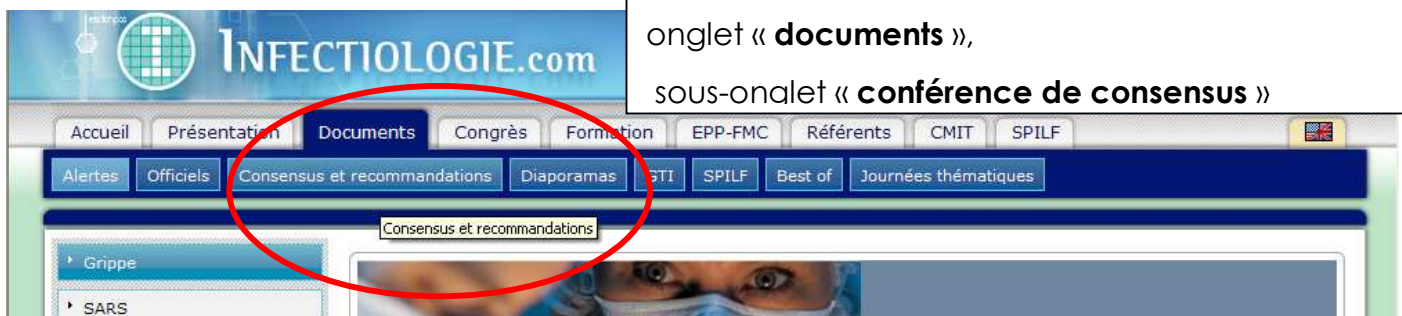 INFECTIOLOGIE.com
onglet « documents »,
sous-onglet « conférence de consensus »
Accueil Présentation Documents Congrès Formation EPP-FMC Référents CMIT SPILF
Alertes Officiels Consensus et recommandations Diaporamas GTI SPILF Best of Journées thématiques
Consensus et recommandations
Grippe
SARS